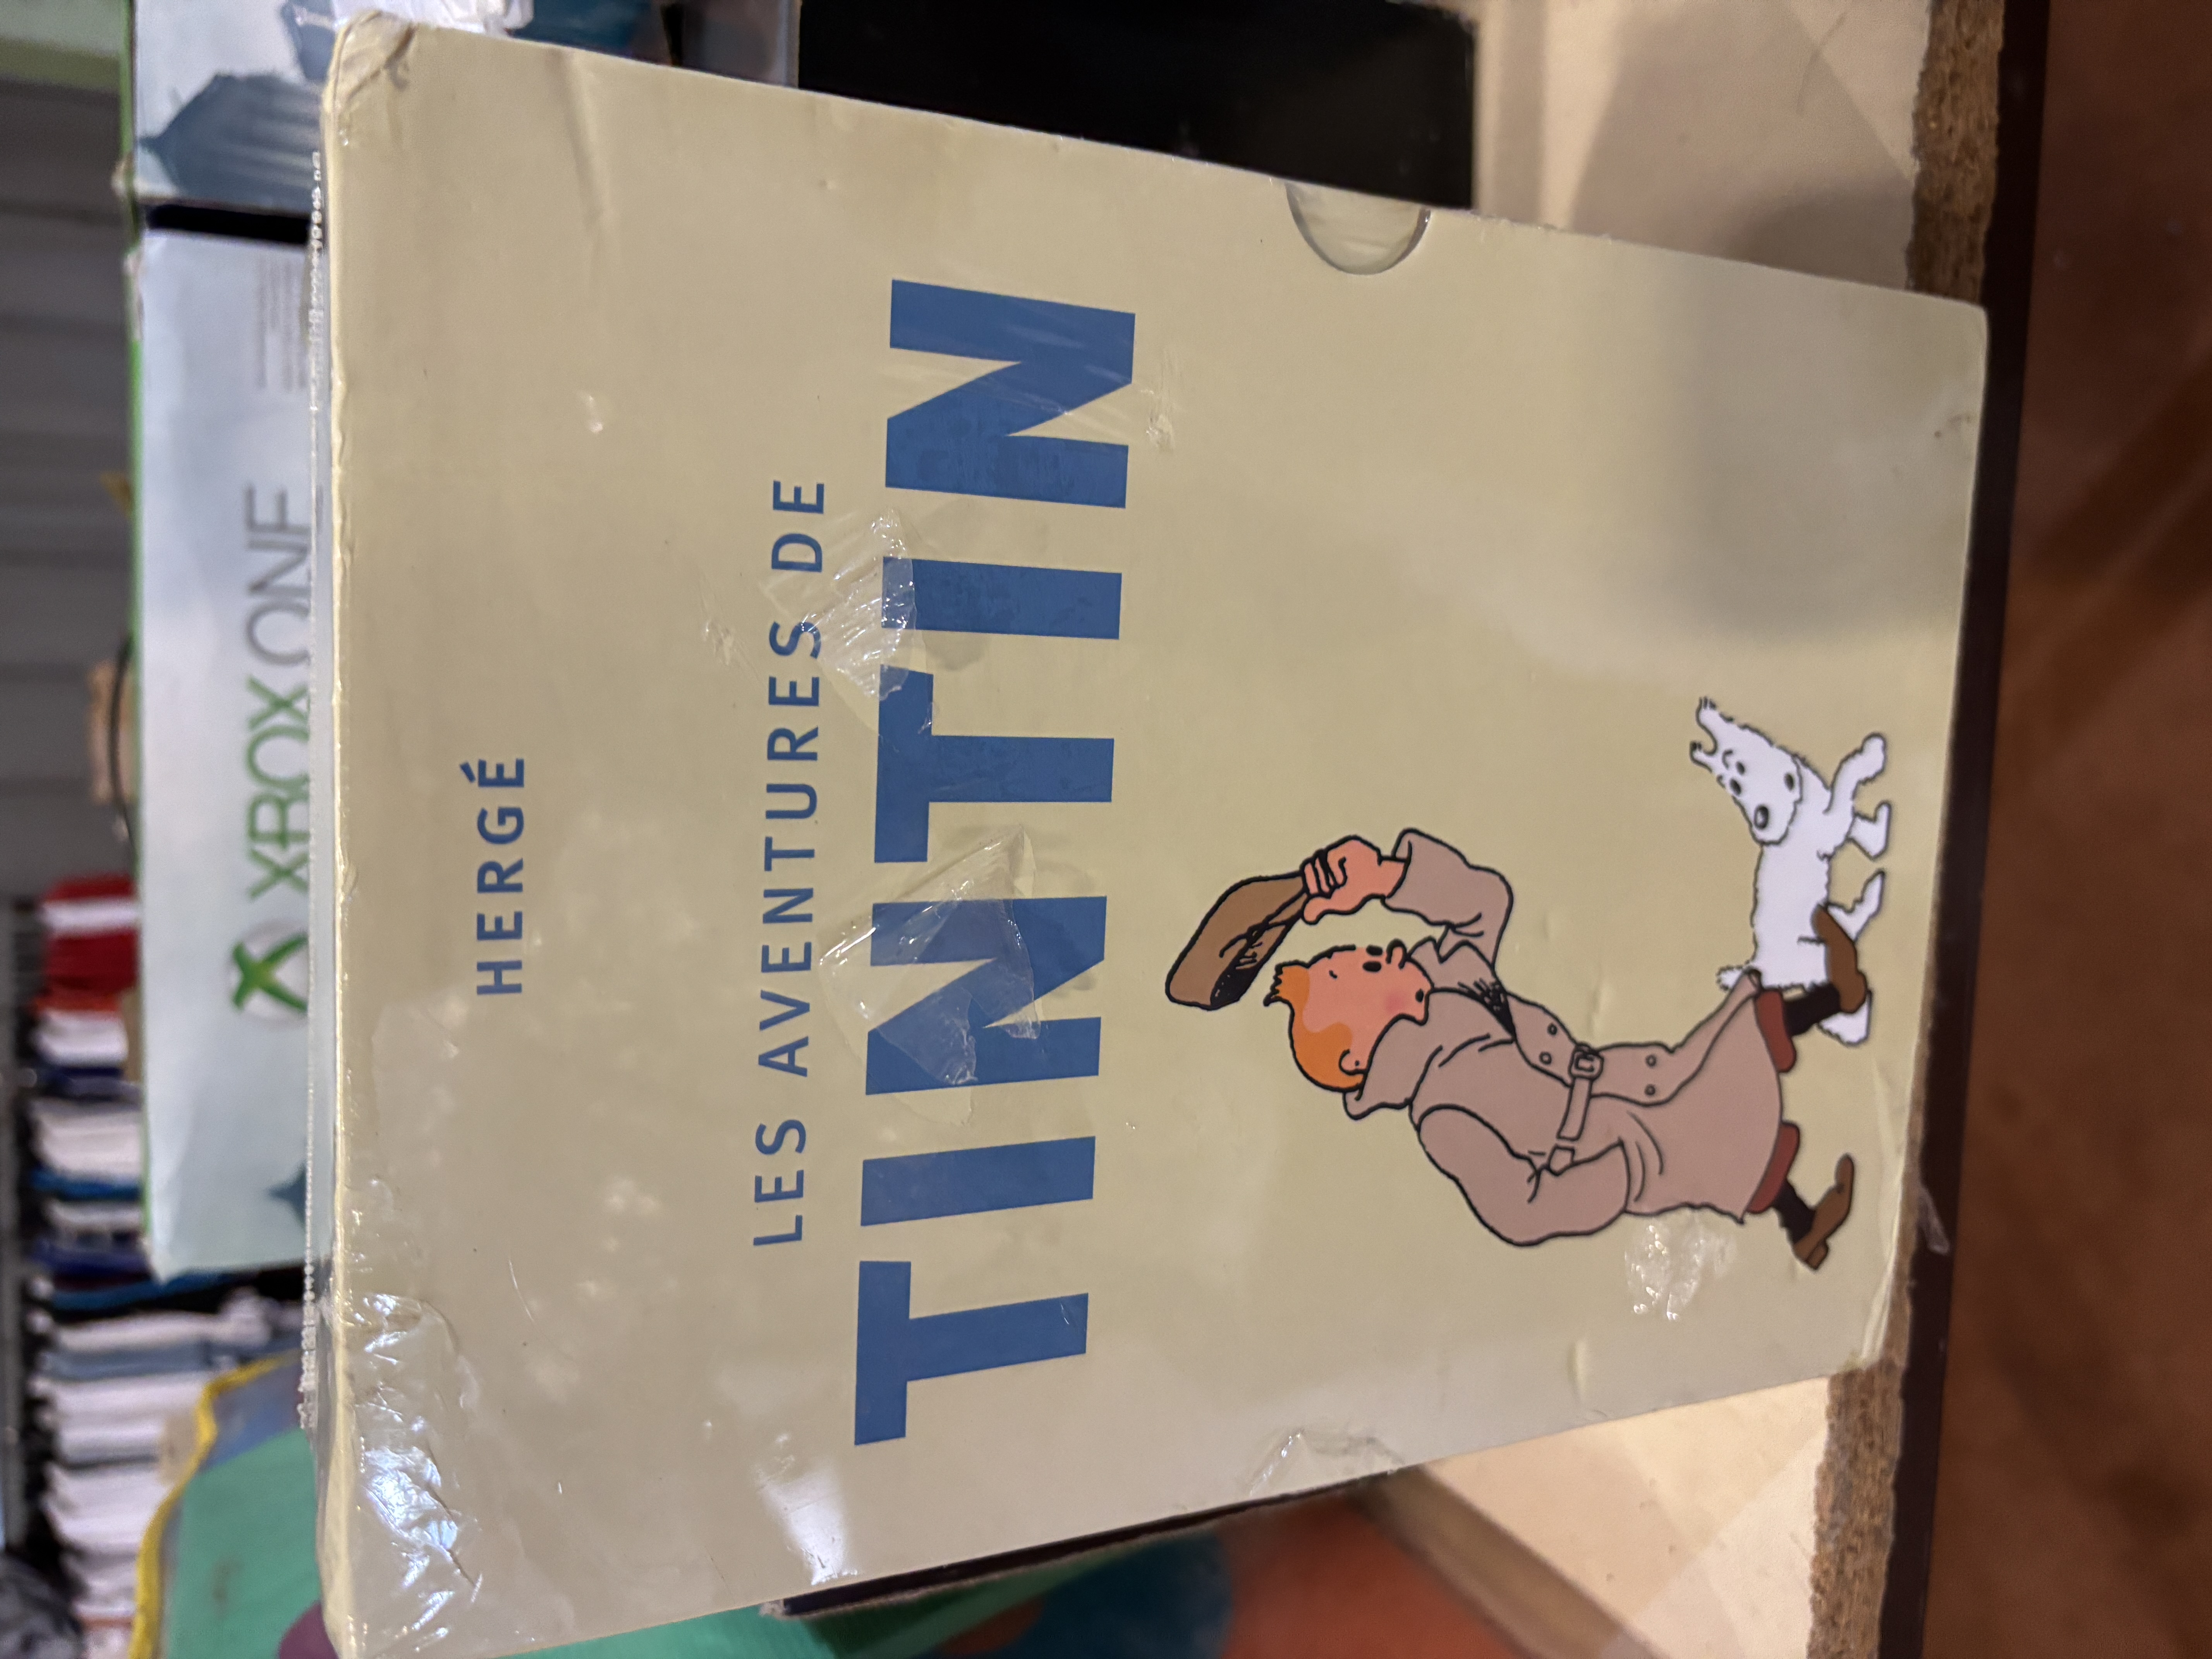 HERGÉ
LES AVENTURES DE
TINTIN
XBOX ONE